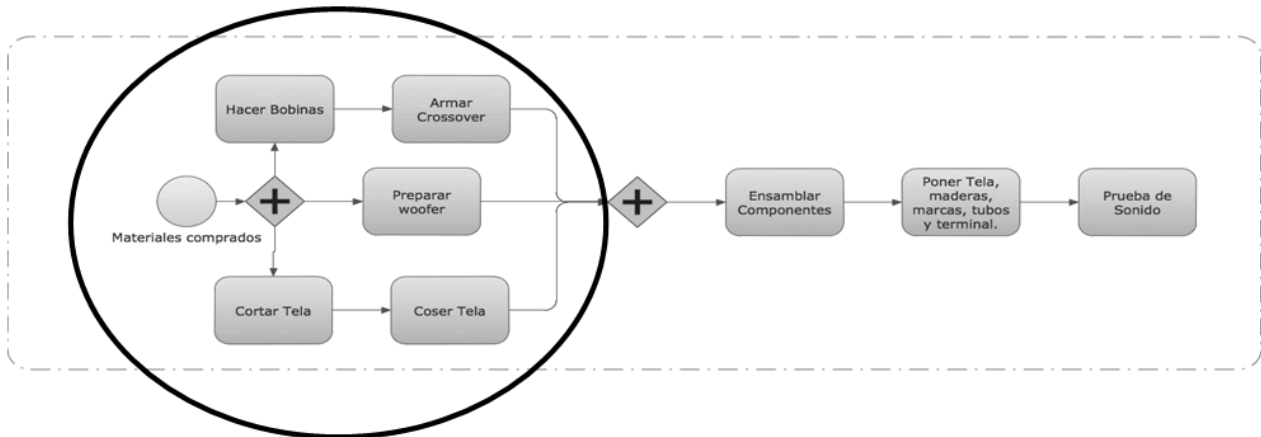 Hacer Bobinas
Armar
Crossover
Materiales comprados
Preparar
woofer
Cortar Tela
Coser Tela
Ensamblar
Componentes
Poner Tela,
maderas,
marcas, tubos
y terminal.
Prueba de
Sonido